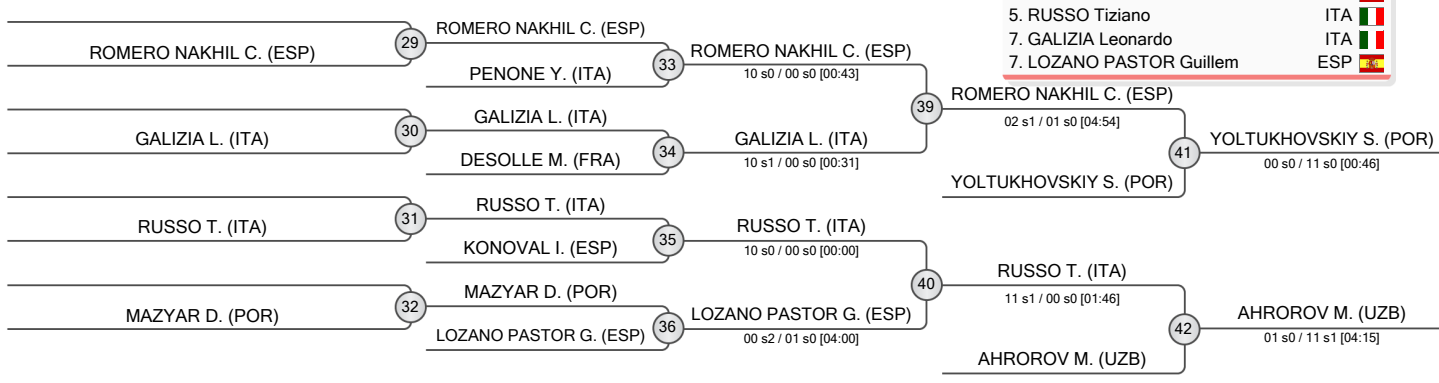 5. RUSSO Tiziano ITA
7. GALIZIA Leonardo ITA
7. LOZANO PASTOR Guillem ESP
ROMERO NAKHIL C. (ESP)
29
ROMERO NAKHIL C. (ESP)
PENONE Y. (ITA)
33
ROMERO NAKHIL C. (ESP)
10 s0 / 00 s0 [00:43]
GALIZIA L. (ITA)
30
GALIZIA L. (ITA)
DESOLLE M. (FRA)
34
GALIZIA L. (ITA)
10 s1 / 00 s0 [00:31]
39
ROMERO NAKHIL C. (ESP)
02 s1 / 01 s0 [04:54]
YOLTUKHOVSKIY S. (POR)
41
YOLTUKHOVSKIY S. (POR)
00 s0 / 11 s0 [00:46]
RUSSO T. (ITA)
31
RUSSO T. (ITA)
KONOVAL I. (ESP)
35
RUSSO T. (ITA)
10 s0 / 00 s0 [00:00]
MAZYAR D. (POR)
32
MAZYAR D. (POR)
LOZANO PASTOR G. (ESP)
36
LOZANO PASTOR G. (ESP)
00 s2 / 01 s0 [04:00]
40
RUSSO T. (ITA)
11 s1 / 00 s0 [01:46]
AHROROV M. (UZB)
42
AHROROV M. (UZB)
01 s0 / 11 s1 [04:15]